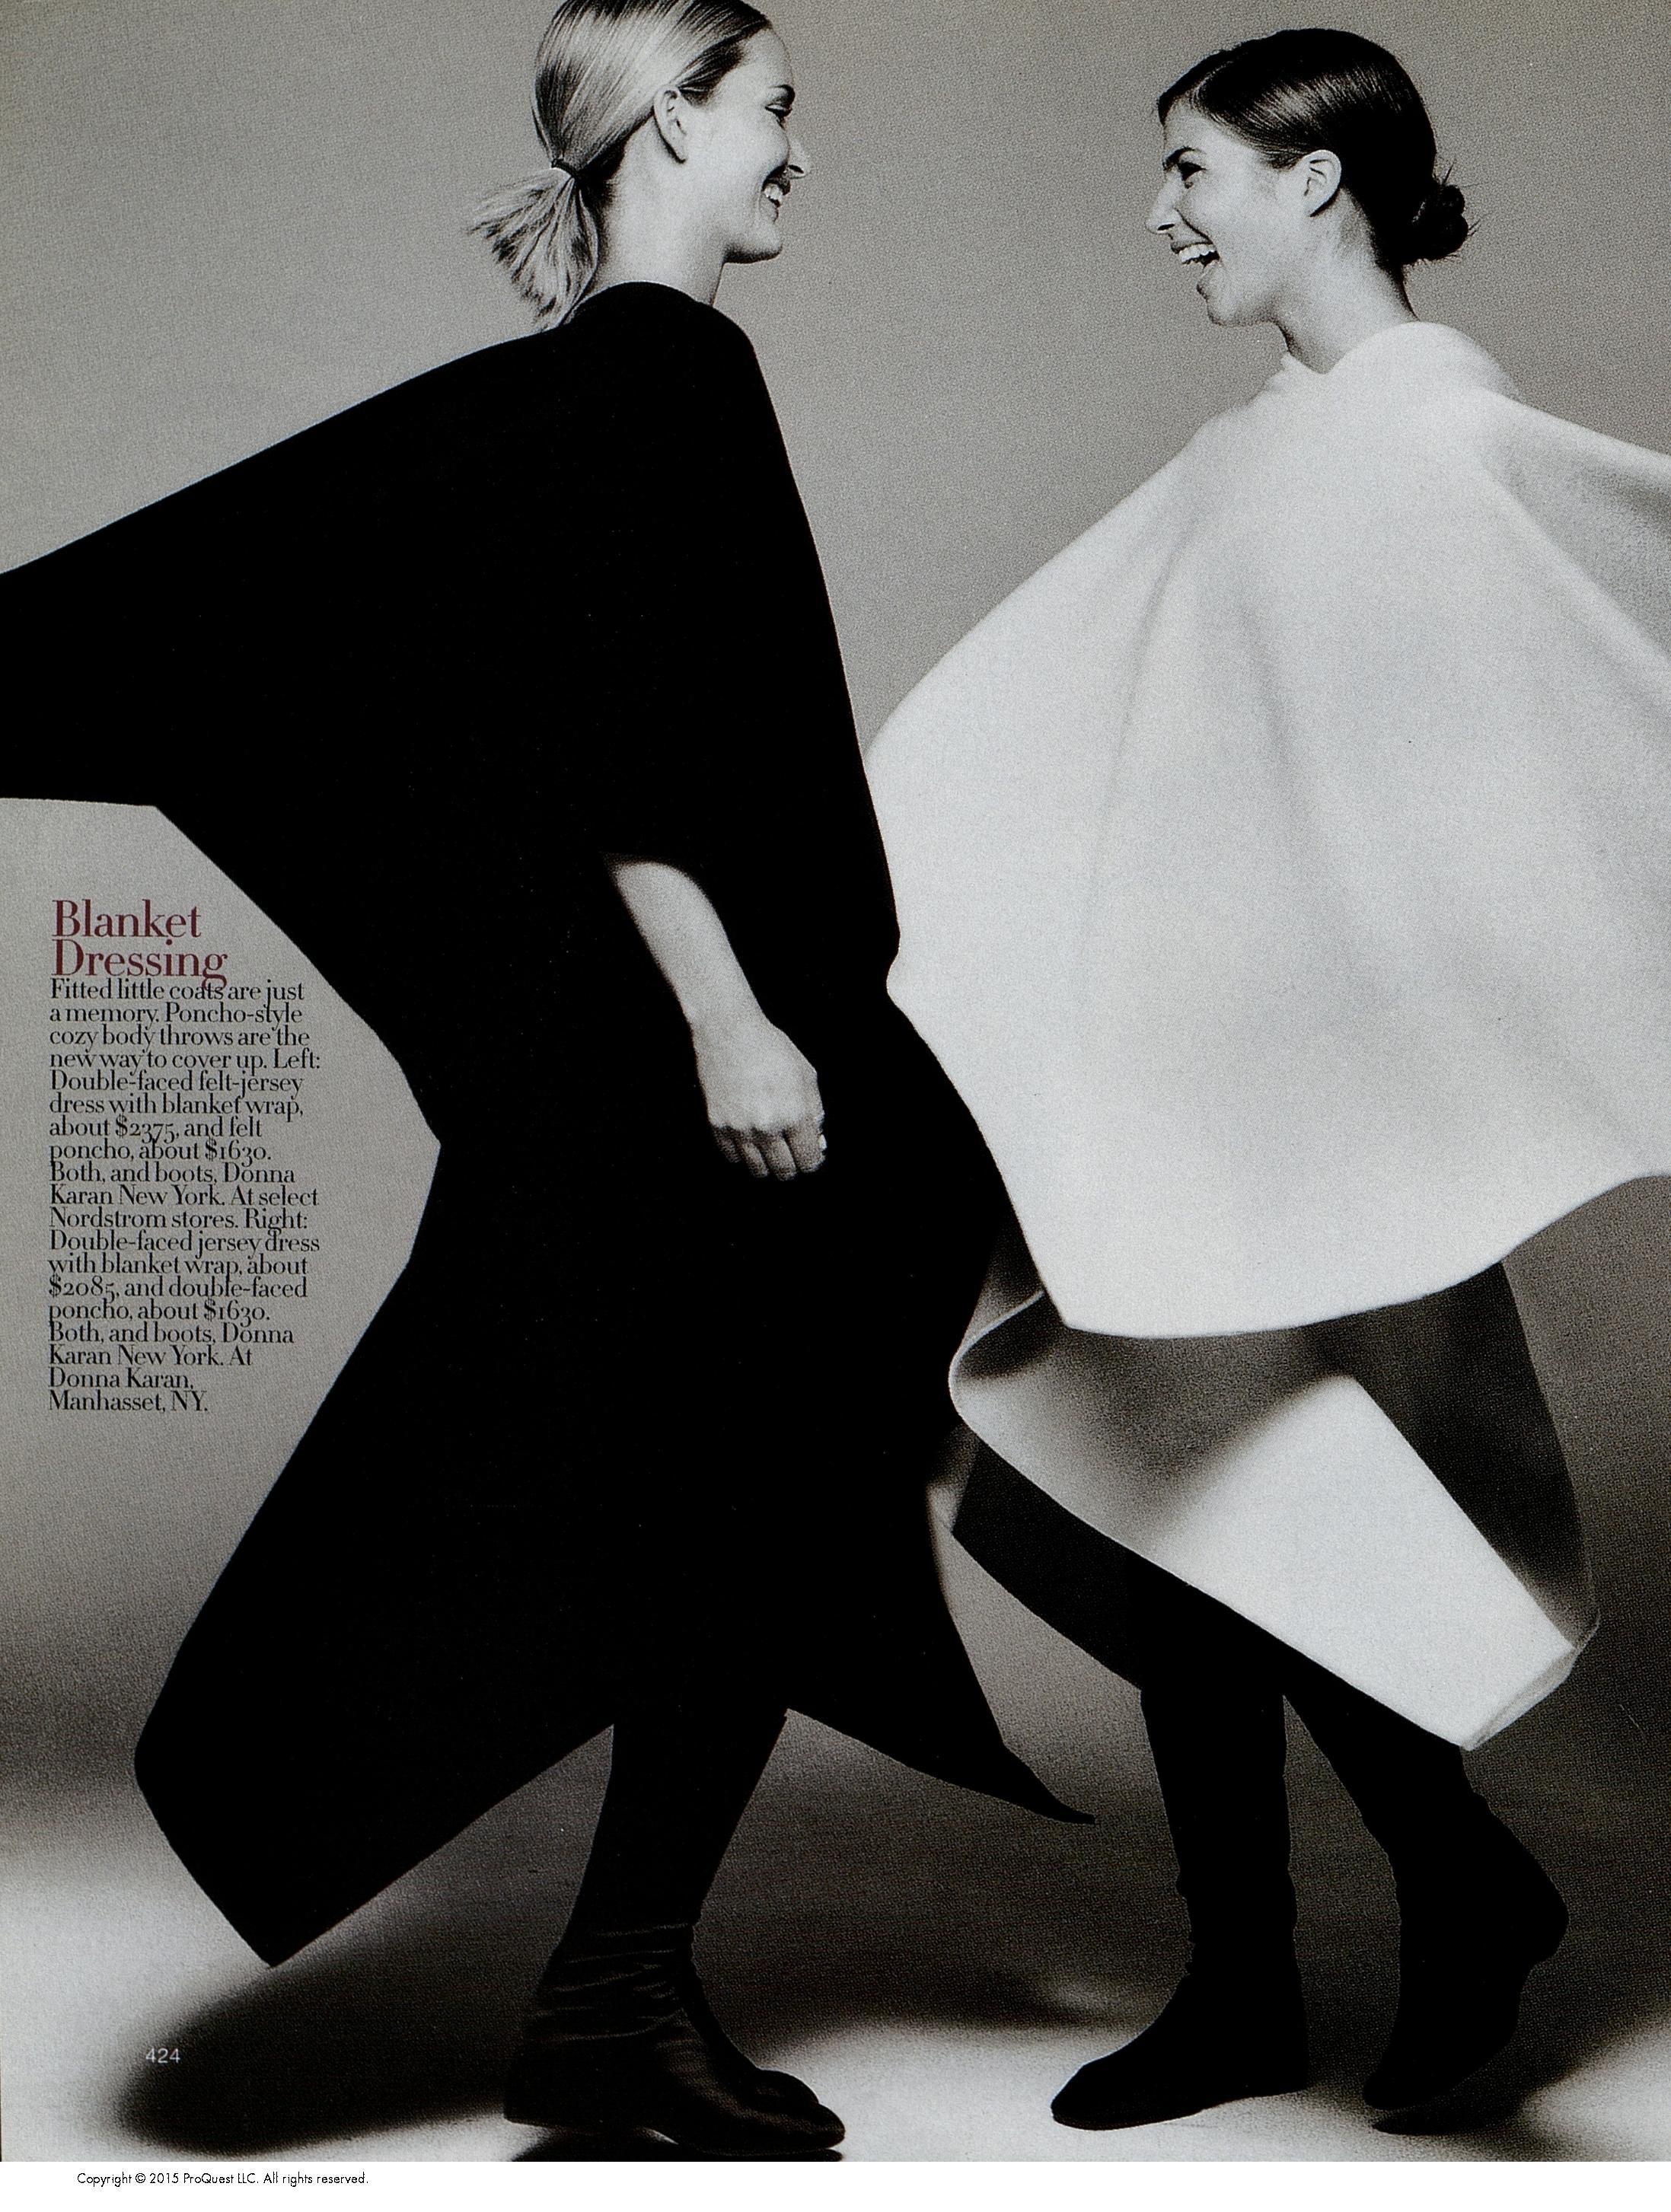 Blanket
Dressing
Fitted little coats are just
a memory. Poncho-style
cozy body throws are the
new way to cover up. Left:
Double-faced felt-jersey
dress with blanket wrap,
about $2375, and felt
poncho, about $1630.
Both, and boots, Donna
Karan New York. At select
Nordstrom stores. Right:
Double-faced jersey dress
with blanket wrap, about
$2085, and double-faced
poncho, about $1630.
Both, and boots, Donna
Karan New York. At
Donna Karan,
Manhasset, NY.
424
Copyright © 2015 ProQuest LLC. All rights reserved.